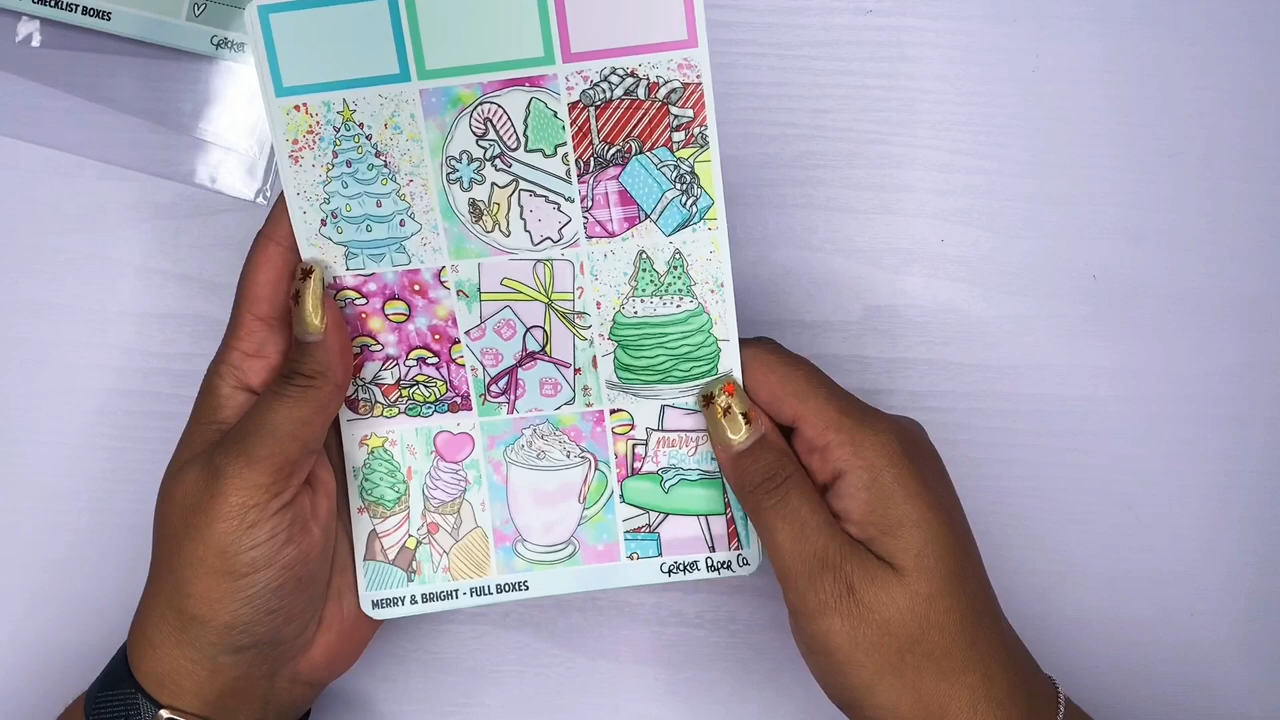 CHECKLIST BOXES
Cricket
Merry
& BRIGHT
MERRY & BRIGHT - FULL BOXES
Cricket Paper Co.